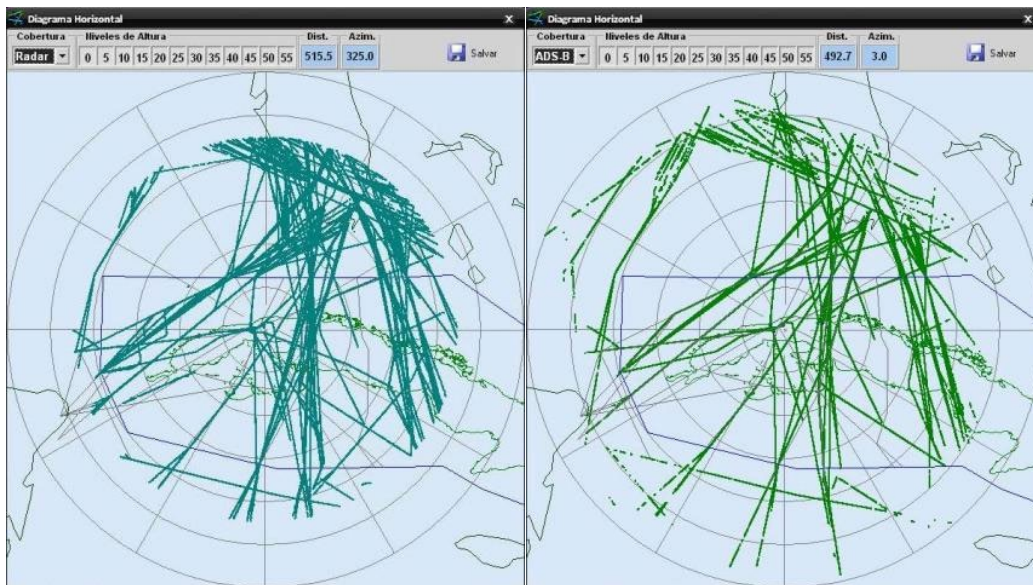 Diagrama Horizontal X
Cobertura Niveles de Altura Dist. Azim.
Radar 0 5 10 15 20 25 30 35 40 45 50 55 515.5 325.0 Salvar
Diagrama Horizontal X
Cobertura Niveles de Altura Dist. Azim.
ADS-B 0 5 10 15 20 25 30 35 40 45 50 55 492.7 3.0 Salvar